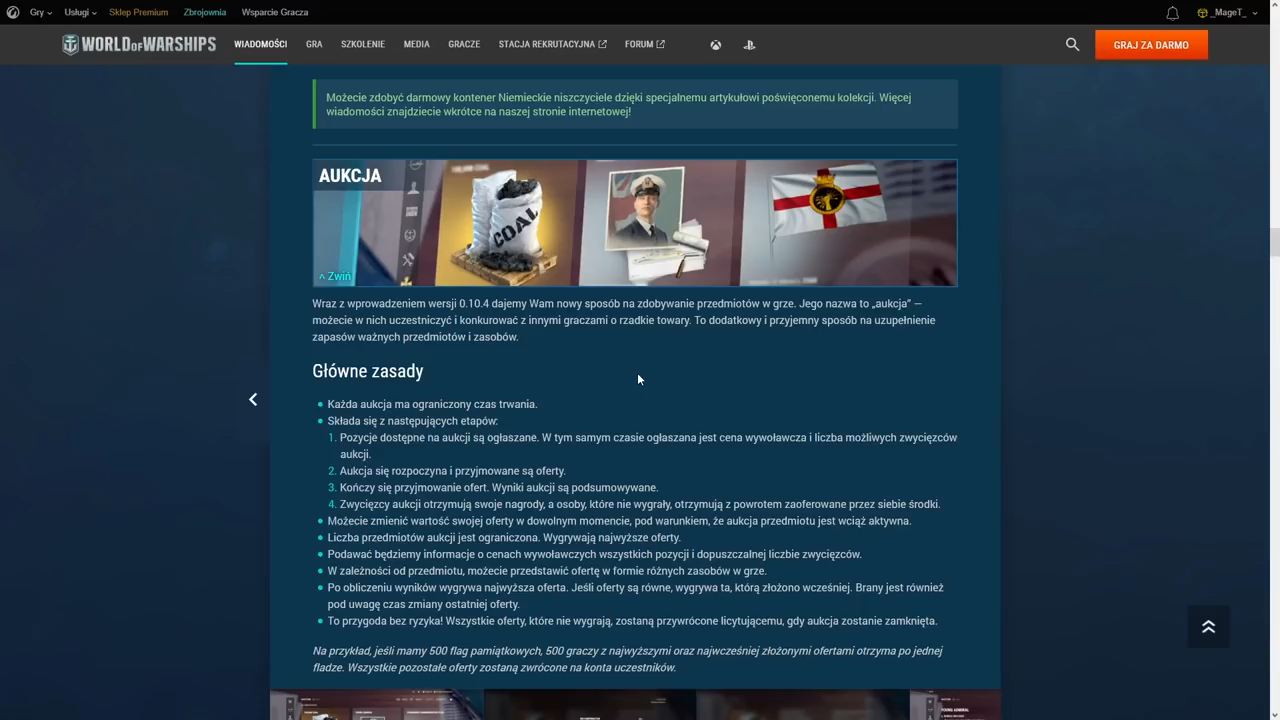 Gry Usługi Sklep Premium Zbrojownia Wsparcie Gracza _MageT_
WORLD OF WARSHIPS WIADOMOŚCI GRA SZKOLENIE MEDIA GRACZE STACJA REKRUTACYJNA FORUM GRAJ ZA DARMO
Możecie zdobyć darmowy kontener Niemieckie niszczyciele dzięki specjalnemu artykułowi poświęconemu kolekcji. Więcej
wiadomości znajdziecie wkrótce na naszej stronie internetowej!
AUKCJA
COAL
^ Zwiń
Wraz z wprowadzeniem wersji 0.10.4 dajemy Wam nowy sposób na zdobywanie przedmiotów w grze. Jego nazwa to „aukcja” —
możecie w nich uczestniczyć i konkurować z innymi graczami o rzadkie towary. To dodatkowy i przyjemny sposób na uzupełnienie
zapasów ważnych przedmiotów i zasobów.
Główne zasady
• Każda aukcja ma ograniczony czas trwania.
• Składa się z następujących etapów:
1. Pozycje dostępne na aukcji są ogłaszane. W tym samym czasie ogłaszana jest cena wywoławcza i liczba możliwych zwycięzców
aukcji.
2. Aukcja się rozpoczyna i przyjmowane są oferty.
3. Kończy się przyjmowanie ofert. Wyniki aukcji są podsumowywane.
4. Zwycięzcy aukcji otrzymują swoje nagrody, a osoby, które nie wygrały, otrzymują z powrotem zaoferowane przez siebie środki.
• Możecie zmienić wartość swojej oferty w dowolnym momencie, pod warunkiem, że aukcja przedmiotu jest wciąż aktywna.
• Liczba przedmiotów aukcji jest ograniczona. Wygrywają najwyższe oferty.
• Podawać będziemy informacje o cenach wywoławczych wszystkich pozycji i dopuszczalnej liczbie zwycięzców.
• W zależności od przedmiotu, możecie przedstawić ofertę w formie różnych zasobów w grze.
• Po obliczeniu wyników wygrywa najwyższa oferta. Jeśli oferty są równe, wygrywa ta, którą złożono wcześniej. Brany jest również
pod uwagę czas zmiany ostatniej oferty.
• To przygoda bez ryzyka! Wszystkie oferty, które nie wygrają, zostaną przywrócone licytującemu, gdy aukcja zostanie zamknięta.
Na przykład, jeśli mamy 500 flag pamiątkowych, 500 graczy z najwyższymi oraz najwcześniej złożonymi ofertami otrzyma po jednej
fladze. Wszystkie pozostałe oferty zostaną zwrócone na konta uczestników.